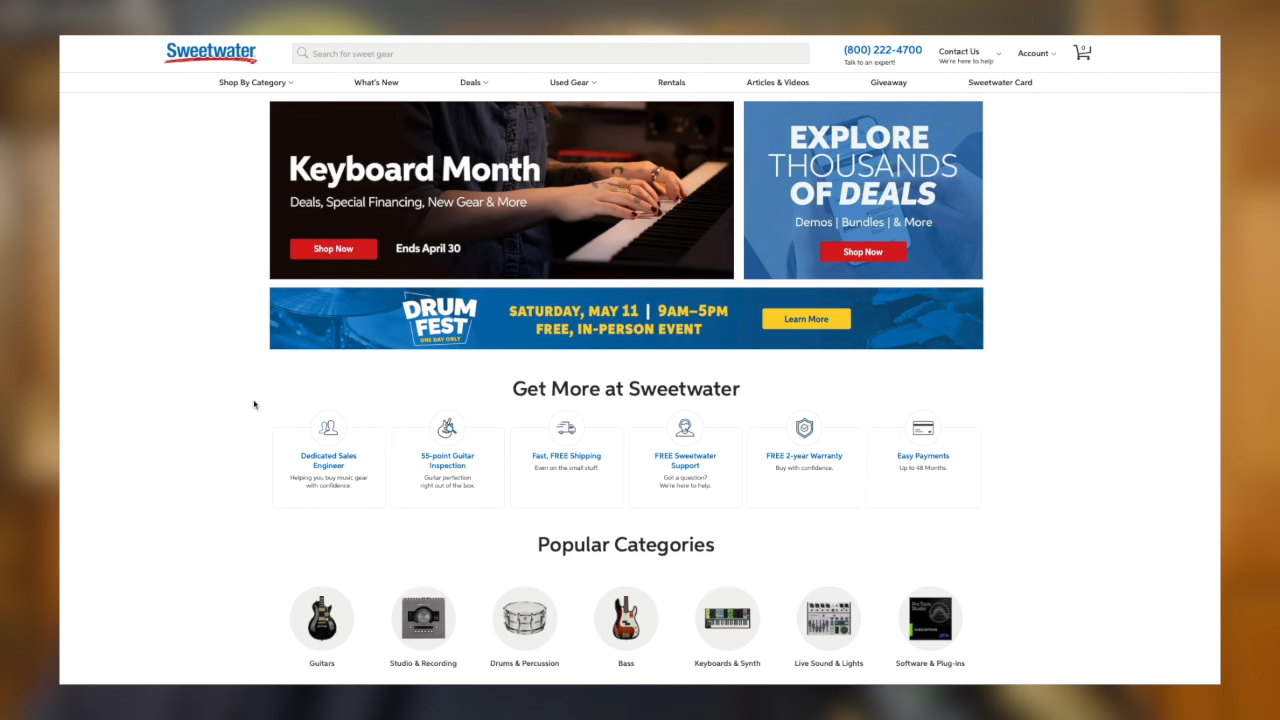 Sweetwater
Search for sweet gear
(800) 222-4700
Talk to an expert!
Contact Us
We're here to help
Account
0
Shop By Category
What's New
Deals
Used Gear
Rentals
Articles & Videos
Giveaway
Sweetwater Card
Keyboard Month
Deals, Special Financing, New Gear & More
Shop Now
Ends April 30
EXPLORE
THOUSANDS
OF DEALS
Demos | Bundles | & More
Shop Now
DRUM
FEST
ONE DAY ONLY
SATURDAY, MAY 11 | 9AM–5PM
FREE, IN-PERSON EVENT
Learn More
Get More at Sweetwater
Dedicated Sales
Engineer
Helping you buy music gear
with confidence.
55-point Guitar
Inspection
Guitar perfection
right out of the box.
Fast, FREE Shipping
Even on the small stuff.
FREE Sweetwater
Support
Got a question?
We're here to help.
FREE 2-year Warranty
Buy with confidence.
Easy Payments
Up to 48 Months.
Popular Categories
Guitars
Studio & Recording
Drums & Percussion
Bass
Keyboards & Synth
Live Sound & Lights
Software & Plug-ins